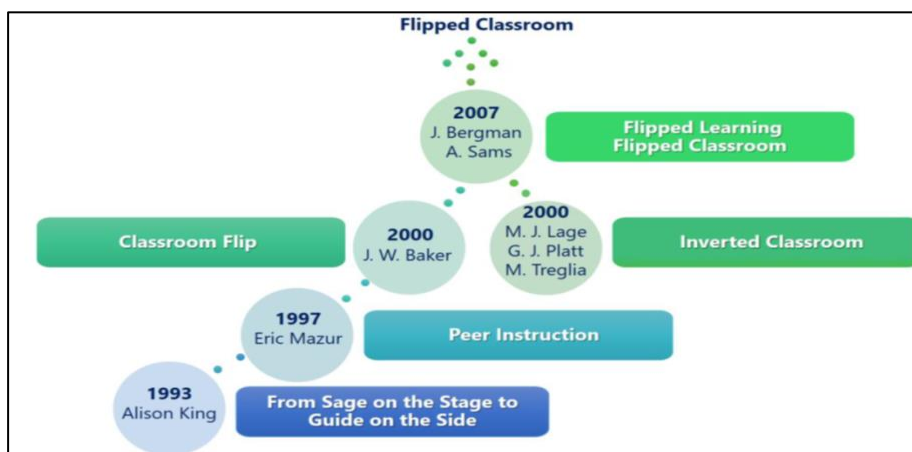 Flipped Classroom
2007
J. Bergman
A. Sams
Flipped Learning
Flipped Classroom
Classroom Flip
2000
J. W. Baker
2000
M. J. Lage
G. J. Platt
M. Treglia
Inverted Classroom
1997
Eric Mazur
Peer Instruction
1993
Alison King
From Sage on the Stage to
Guide on the Side